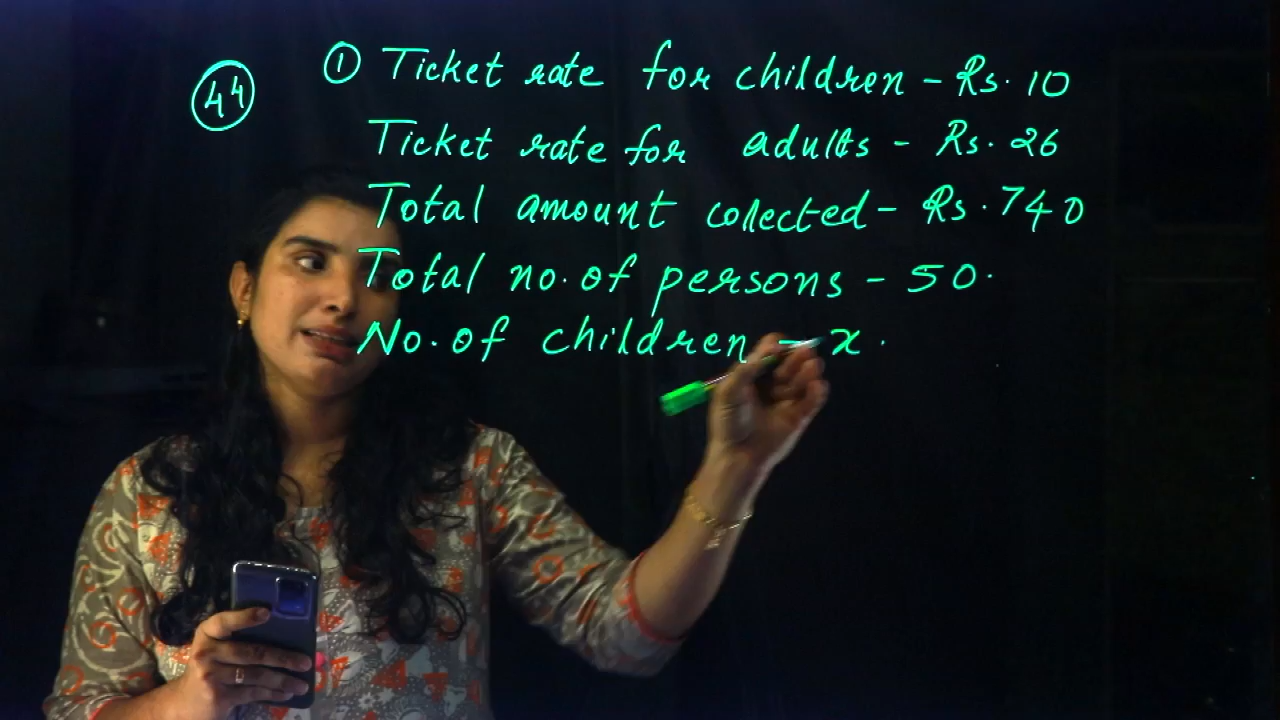 44
① Ticket rate for children - Rs. 10
Ticket rate for adults - Rs. 26
Total amount collected - Rs. 740
Total no. of persons - 50.
No. of children - x.